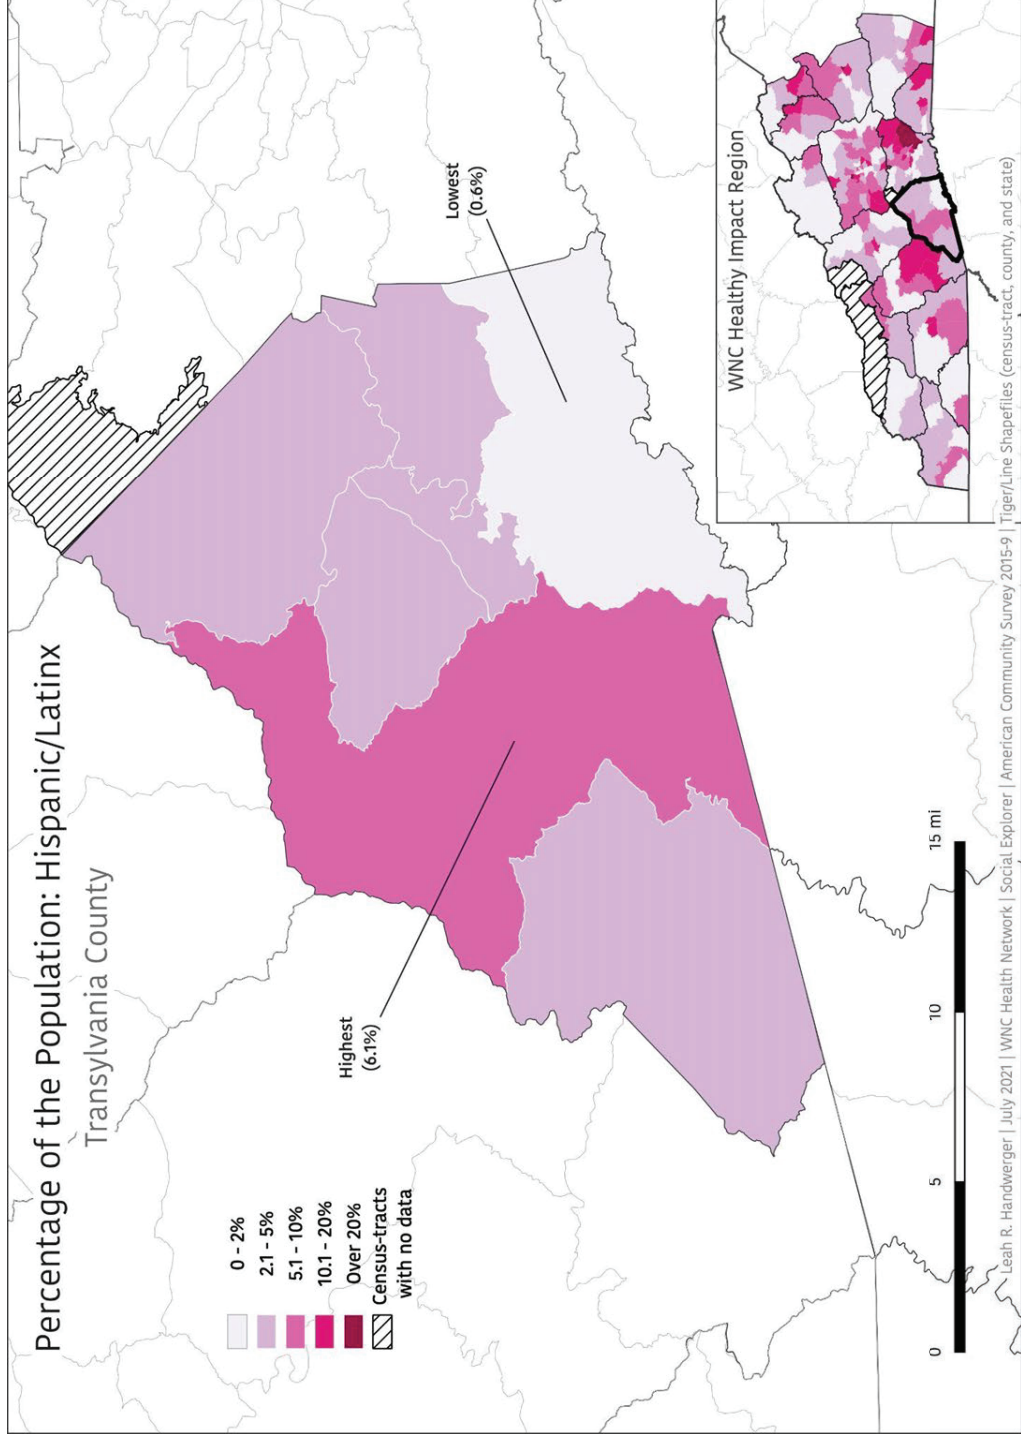 Percentage of the Population: Hispanic/Latinx
Transylvania County
Highest
(6.1%)
Lowest
(0.6%)
0 - 2%
2.1 - 5%
5.1 - 10%
10.1 - 20%
Over 20%
Census-tracts
with no data
WNC Healthy Impact Region
0 5 10 15 mi
Leah R. Handwerger | July 2021 | WNC Health Network | Social Explorer | American Community Survey 2015-9 | Tiger/Line Shapefiles (census-tract, county, and state)